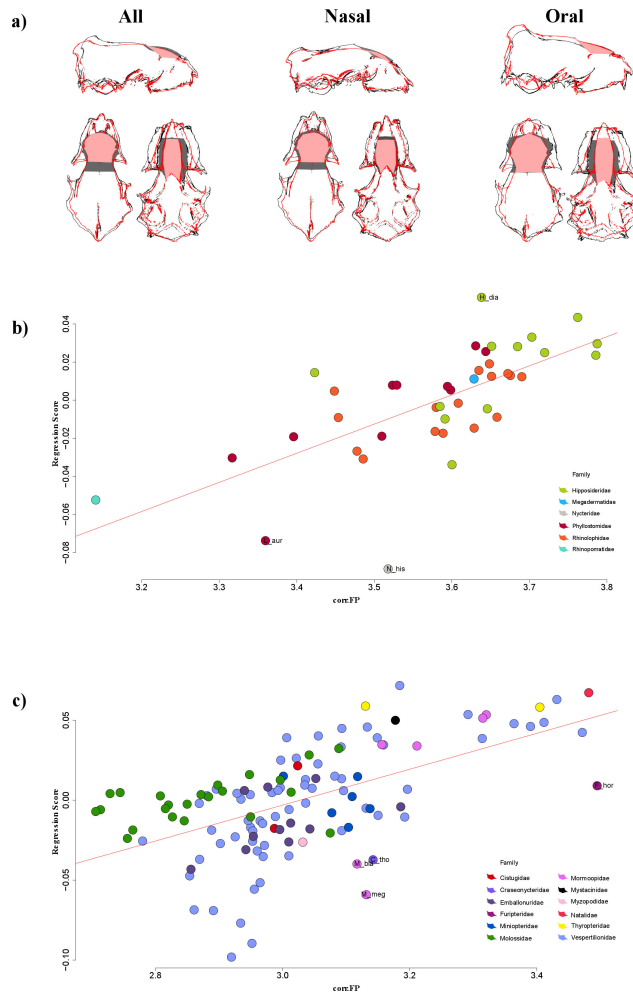 a)
All
Nasal
Oral
b)
H_dia
0.04
0.02
0.00
−0.02
−0.04
−0.06
−0.08
Regression Score
L_aur
N_his
Family
Hipposideridae
Megadermatidae
Nycteridae
Phyllostomidae
Rhinolophidae
Rhinopomatidae
3.2
3.3
3.4
3.5
3.6
3.7
3.8
corr.FP
c)
0.05
0.00
−0.05
−0.10
Regression Score
F_hor
M_bla
C_tho
M_meg
Family
Cistugidae
Craseonycteridae
Emballonuridae
Furipteridae
Miniopteridae
Molossidae
Mormoopidae
Mystacinidae
Myzopodidae
Natalidae
Thyropteridae
Vespertilionidae
2.8
3.0
3.2
3.4
corr.FP